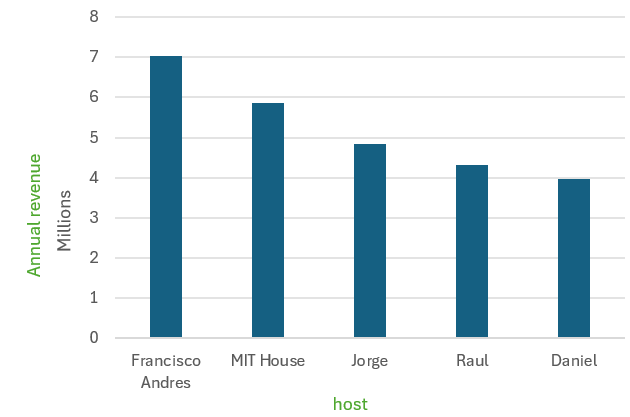 8
7
6
5
4
3
2
1
0
Annual revenue
Millions
Francisco Andres
MIT House
Jorge
Raul
Daniel
host